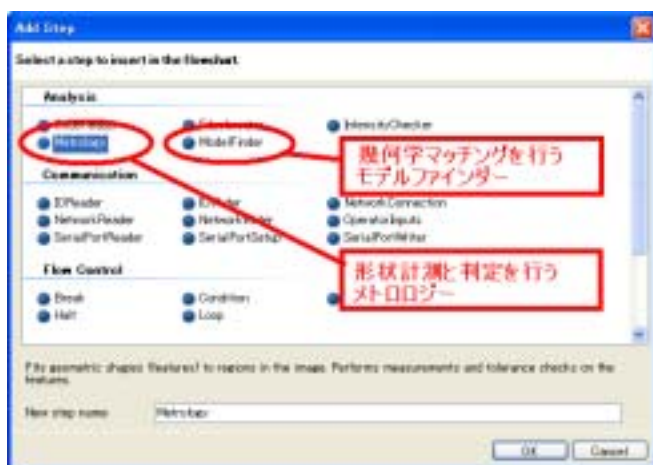 Add Step
Select a step to insert in the flowchart.
Analysis
IntensityChecker
Metrology
ModelFinder
幾何学マッチングを行う
モデルファインダー
Communication
IOReader
NetworkConnection
NetworkReader
OperatorInputs
SerialPortReader
SerialPortSetup
SerialPortWriter
形状計測と判定を行う
メトロロジー
Flow Control
Break
Condition
Halt
Loop
Fits geometric shapes (features) to regions in the image. Performs measurements and tolerance checks on the
features.
New step name
Metrology
OK
Cancel